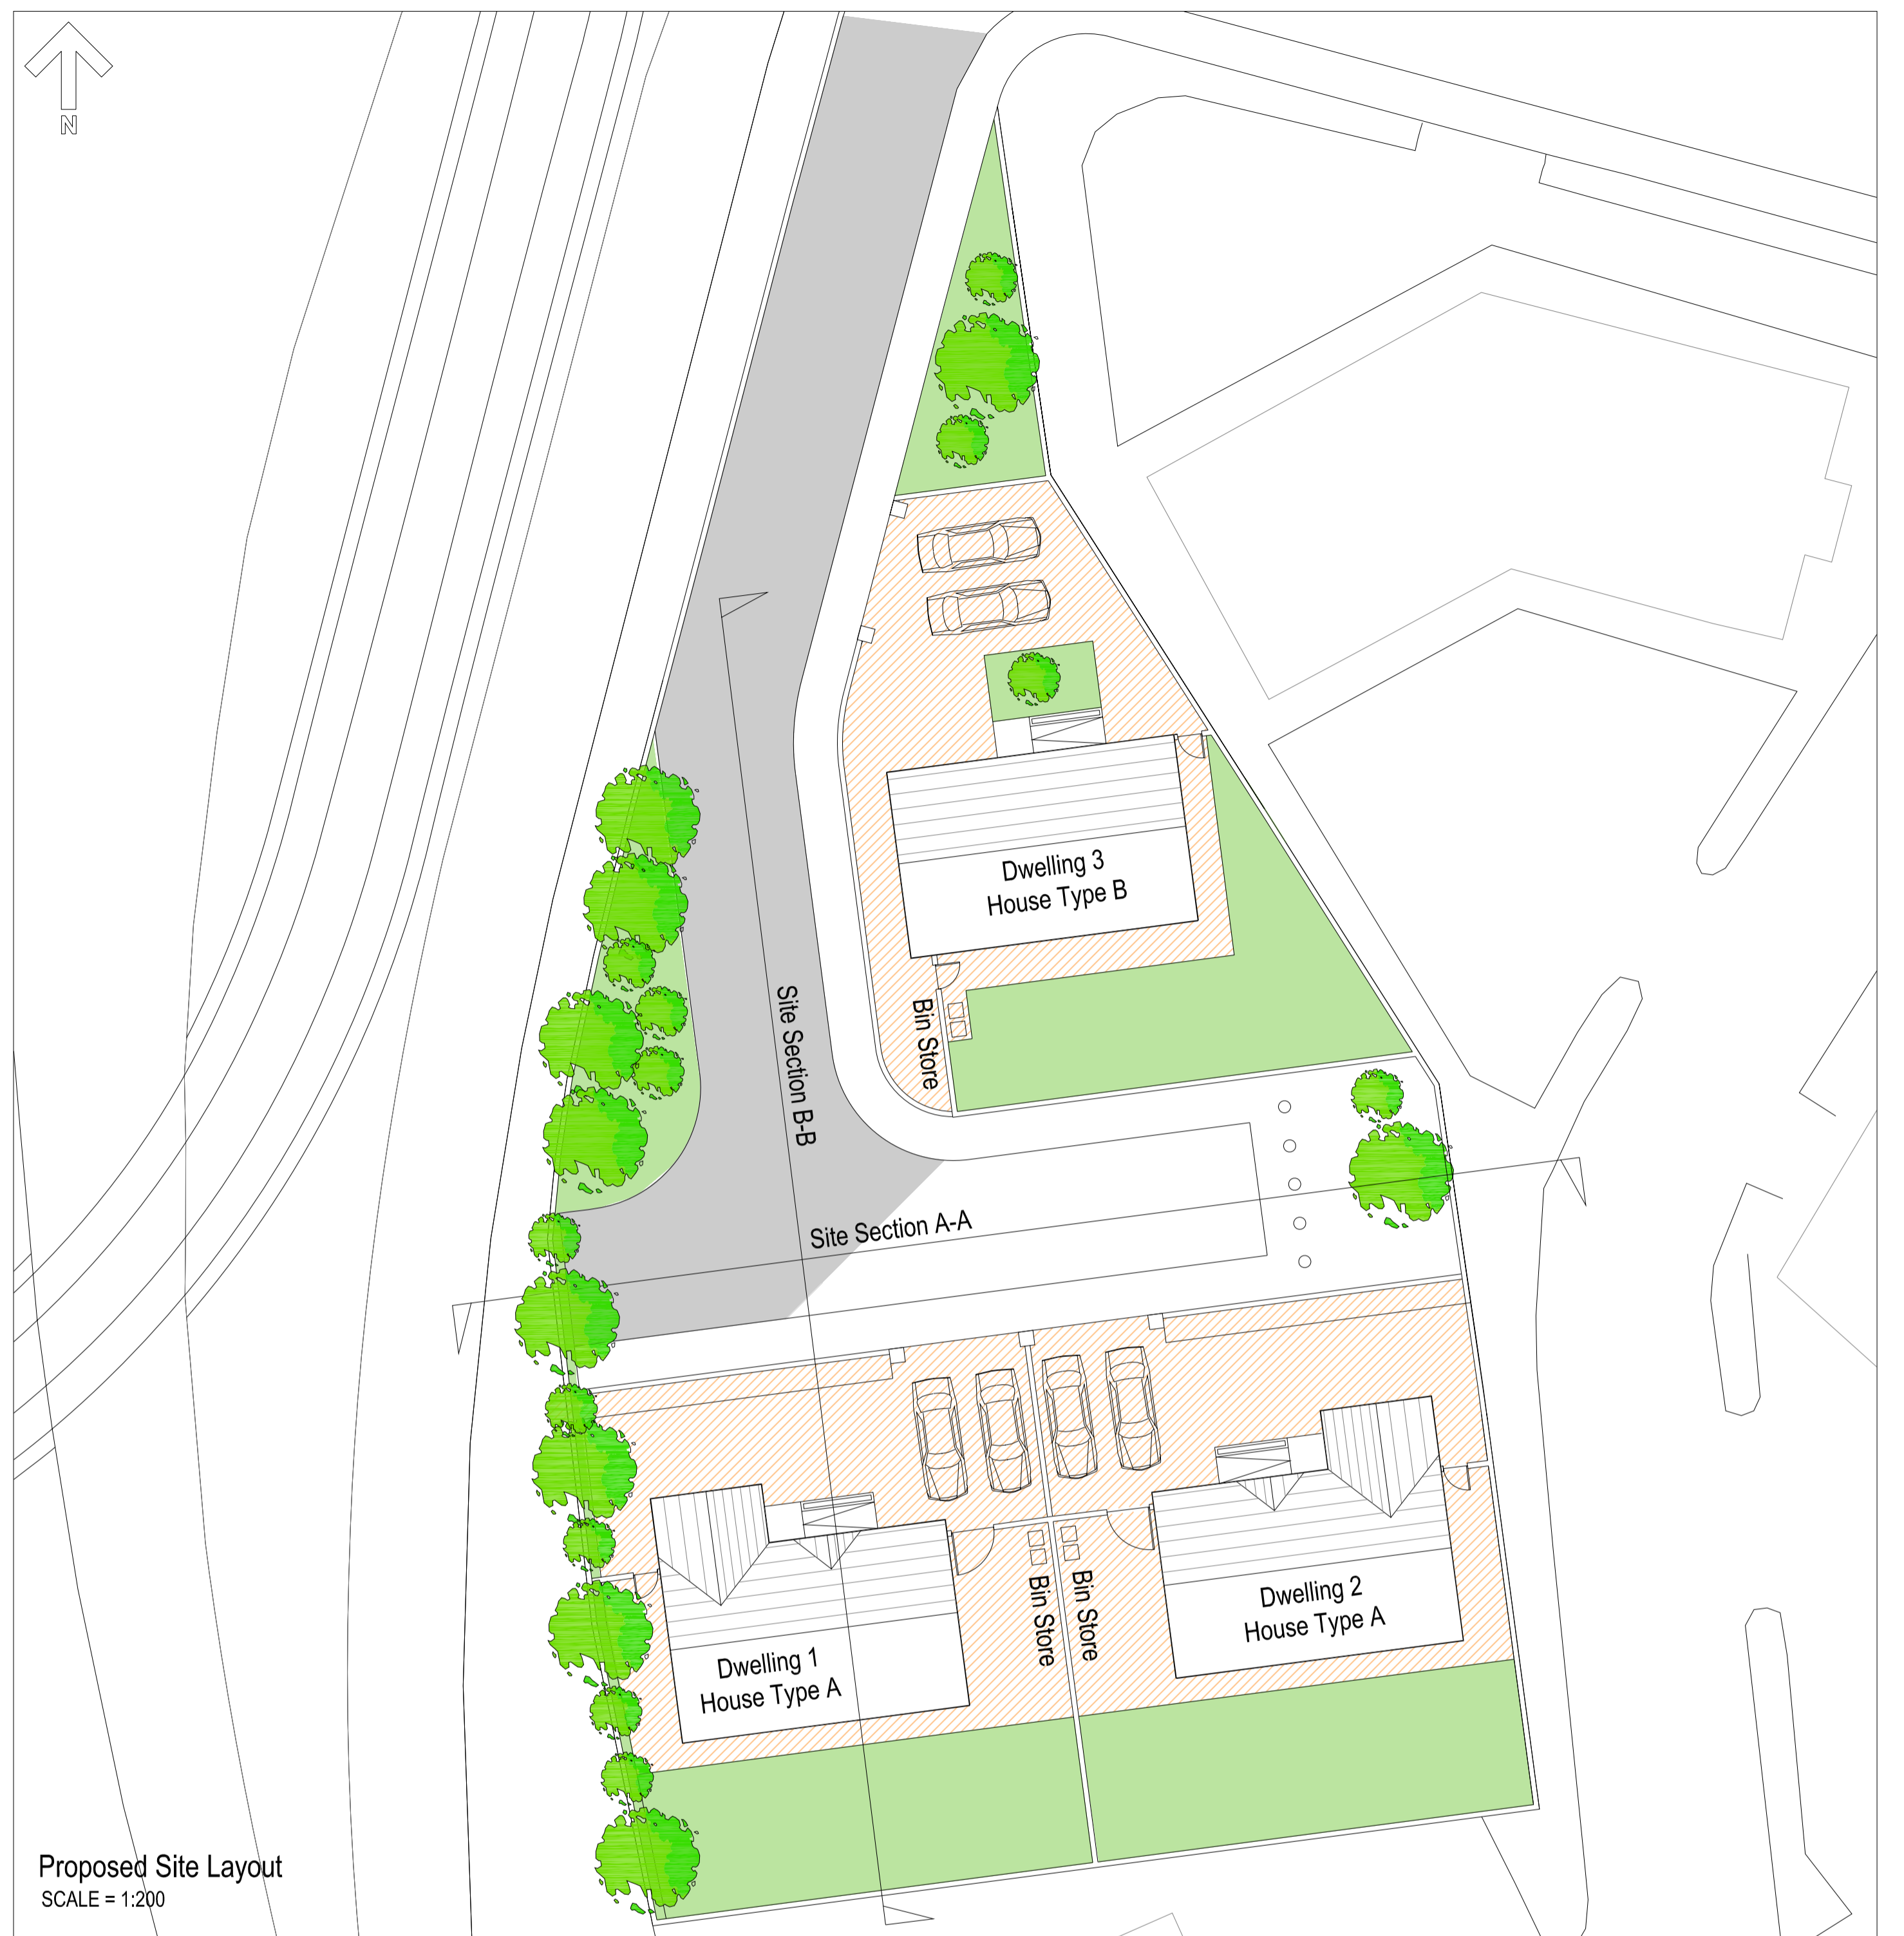 N
Dwelling 3
House Type B
Bin Store
Site Section B-B
Site Section A-A
Bin Store
Bin Store
Dwelling 2
House Type A
Dwelling 1
House Type A
Proposed Site Layout
SCALE = 1:200